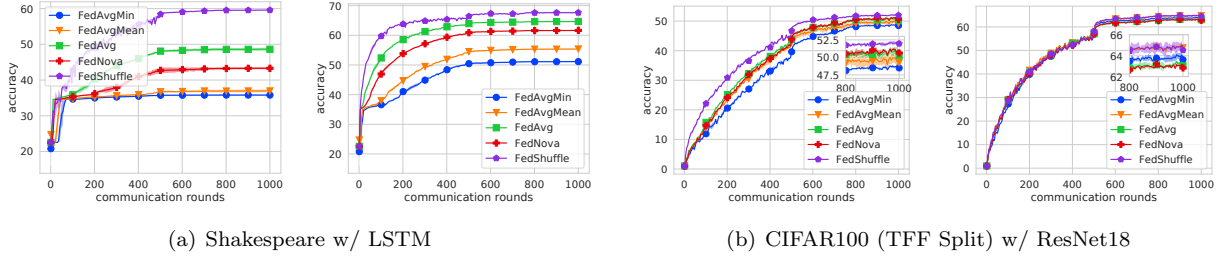 60
50
40
30
20
accuracy
0
200
400
600
800
1000
communication rounds
FedAvgMin
FedAvgMean
FedAvg
FedNova
FedShuffle
70
60
50
40
30
20
accuracy
0
200
400
600
800
1000
communication rounds
FedAvgMin
FedAvgMean
FedAvg
FedNova
FedShuffle
(a) Shakespeare w/ LSTM
50
40
30
20
10
0
accuracy
0
200
400
600
800
1000
communication rounds
52.5
50.0
47.5
800
1000
FedAvgMin
FedAvgMean
FedAvg
FedNova
FedShuffle
70
60
50
40
30
20
10
0
accuracy
0
200
400
600
800
1000
communication rounds
66
64
62
800
1000
FedAvgMin
FedAvgMean
FedAvg
FedNova
FedShuffle
(b) CIFAR100 (TFF Split) w/ ResNet18